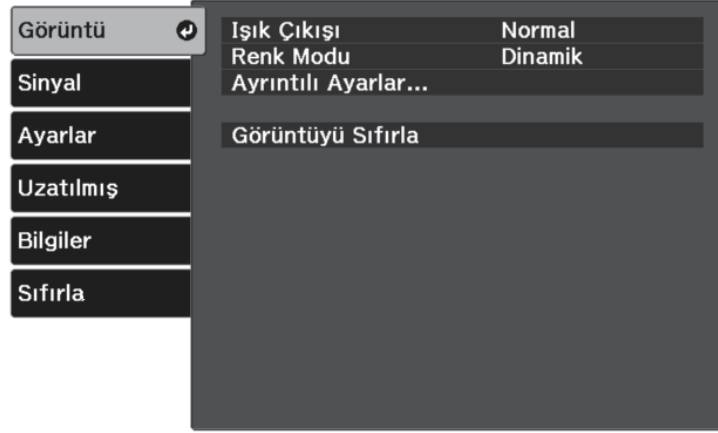 Görüntü
Sinyal
Ayarlar
Uzatılmış
Bilgiler
Sıfırla
Işık Çıkışı Normal
Renk Modu Dinamik
Ayrıntılı Ayarlar...
Görüntüyü Sıfırla